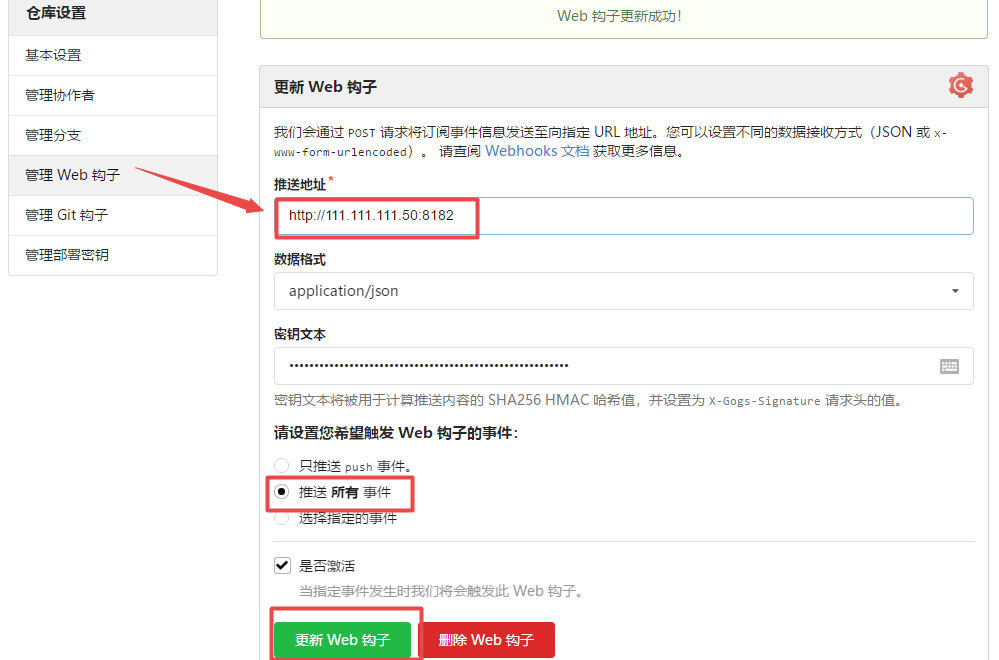 仓库设置
基本设置
管理协作者
管理分支
管理 Web 钩子
管理 Git 钩子
管理部署密钥
Web 钩子更新成功!
更新 Web 钩子
我们会通过 POST 请求将订阅事件信息发送至向指定 URL 地址。您可以设置不同的数据接收方式（JSON 或 x-
www-form-urlencoded）。 请查阅 Webhooks 文档 获取更多信息。
推送地址*
http://111.111.111.50:8182
数据格式
application/json
密钥文本
密钥文本将被用于计算推送内容的 SHA256 HMAC 哈希值，并设置为 X-Gogs-Signature 请求头的值。
请设置您希望触发 Web 钩子的事件：
只推送 push 事件。
推送 所有 事件
选择指定的事件
是否激活
当指定事件发生时我们将会触发此 Web 钩子。
更新 Web 钩子
删除 Web 钩子